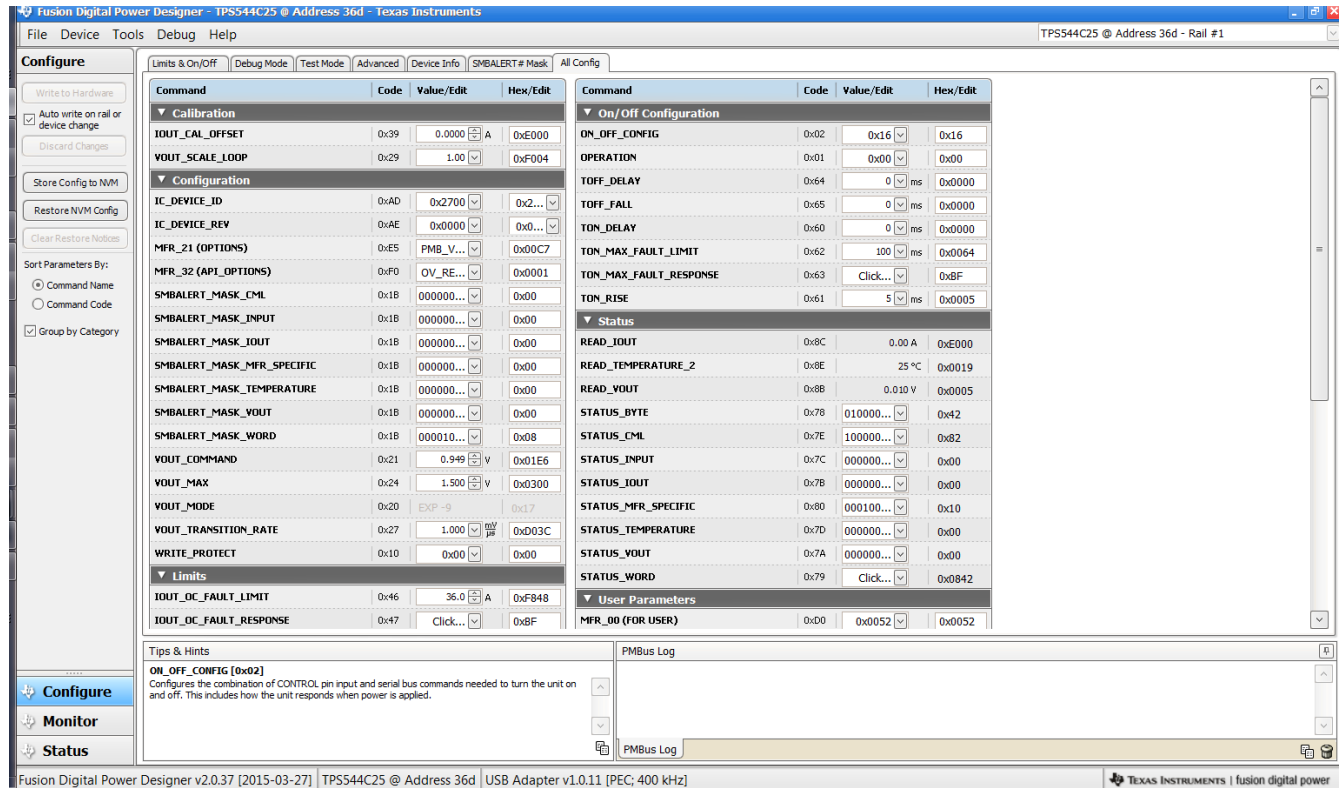 Fusion Digital Power Designer - TPS544C25 @ Address 36d - Texas Instruments
File Device Tools Debug Help
TPS544C25 @ Address 36d - Rail #1
Configure
Write to Hardware
Auto write on rail or
device change
Discard Changes
Store Config to NVM
Restore NVM Config
Clear Restore Notices
Sort Parameters By:
Command Name
Command Code
Group by Category
Limits & On/Off Debug Mode Test Mode Advanced Device Info SMBALERT# Mask All Config
Command Code Value/Edit Hex/Edit
Calibration
IOUT_CAL_OFFSET 0x39 0.0000 A 0xE000
VOUT_SCALE_LOOP 0x29 1.00 0xF004
Configuration
IC_DEVICE_ID 0xAD 0x2700 0x2...
IC_DEVICE_REV 0xAE 0x0000 0x0...
MFR_21 (OPTIONS) 0xE5 PMB_V... 0x00C7
MFR_32 (API_OPTIONS) 0xF0 OV_RE... 0x0001
SMBALERT_MASK_CML 0x1B 000000... 0x00
SMBALERT_MASK_INPUT 0x1B 000000... 0x00
SMBALERT_MASK_IOUT 0x1B 000000... 0x00
SMBALERT_MASK_MFR_SPECIFIC 0x1B 000000... 0x00
SMBALERT_MASK_TEMPERATURE 0x1B 000000... 0x00
SMBALERT_MASK_VOUT 0x1B 000000... 0x00
SMBALERT_MASK_WORD 0x1B 000010... 0x08
VOUT_COMMAND 0x21 0.949 V 0x01E6
VOUT_MAX 0x24 1.500 V 0x0300
VOUT_MODE 0x20 EXP -9 0x17
VOUT_TRANSITION_RATE 0x27 1.000 mV/µs 0xD03C
WRITE_PROTECT 0x10 0x00 0x00
Limits
IOUT_OC_FAULT_LIMIT 0x46 36.0 A 0xF848
IOUT_OC_FAULT_RESPONSE 0x47 Click... 0xBF
Command Code Value/Edit Hex/Edit
On/Off Configuration
ON_OFF_CONFIG 0x02 0x16 0x16
OPERATION 0x01 0x00 0x00
TOFF_DELAY 0x64 0 ms 0x0000
TOFF_FALL 0x65 0 ms 0x0000
TON_DELAY 0x60 0 ms 0x0000
TON_MAX_FAULT_LIMIT 0x62 100 ms 0x0064
TON_MAX_FAULT_RESPONSE 0x63 Click... 0xBF
TON_RISE 0x61 5 ms 0x0005
Status
READ_IOUT 0x8C 0.00 A 0xE000
READ_TEMPERATURE_2 0x8E 25 °C 0x0019
READ_VOUT 0x8B 0.010 V 0x0005
STATUS_BYTE 0x78 010000... 0x42
STATUS_CML 0x7E 100000... 0x82
STATUS_INPUT 0x7C 000000... 0x00
STATUS_IOUT 0x7B 000000... 0x00
STATUS_MFR_SPECIFIC 0x80 000100... 0x10
STATUS_TEMPERATURE 0x7D 000000... 0x00
STATUS_VOUT 0x7A 000000... 0x00
STATUS_WORD 0x79 Click... 0x0842
User Parameters
MFR_00 (FOR USER) 0xD0 0x0052 0x0052
Tips & Hints
ON_OFF_CONFIG [0x02]
Configures the combination of CONTROL pin input and serial bus commands needed to turn the unit on
and off. This includes how the unit responds when power is applied.
PMBus Log
PMBus Log
Configure
Monitor
Status
Fusion Digital Power Designer v2.0.37 [2015-03-27] TPS544C25 @ Address 36d USB Adapter v1.0.11 [PEC; 400 kHz]
TEXAS INSTRUMENTS | fusion digital power